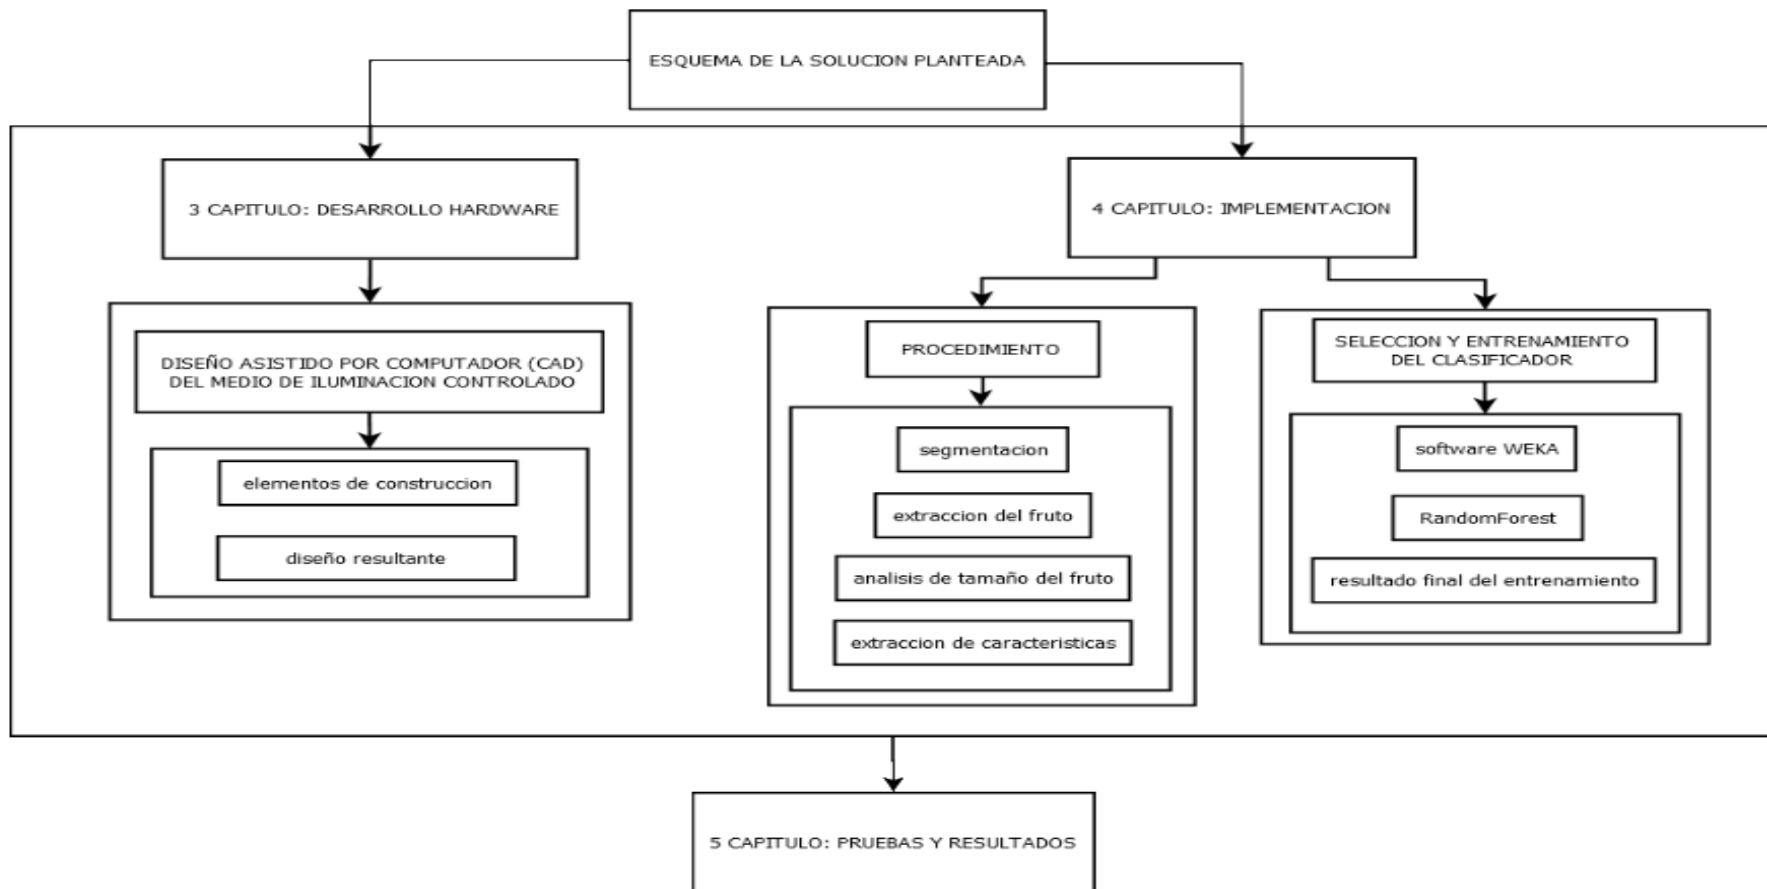 ESQUEMA DE LA SOLUCION PLANTEADA
3 CAPITULO: DESARROLLO HARDWARE
DISEÑO ASISTIDO POR COMPUTADOR (CAD)
DEL MEDIO DE ILUMINACION CONTROLADO
elementos de construccion
diseño resultante
4 CAPITULO: IMPLEMENTACION
PROCEDIMIENTO
segmentacion
extraccion del fruto
analisis de tamaño del fruto
extraccion de caracteristicas
SELECCION Y ENTRENAMIENTO
DEL CLASIFICADOR
software WEKA
RandomForest
resultado final del entrenamiento
5 CAPITULO: PRUEBAS Y RESULTADOS